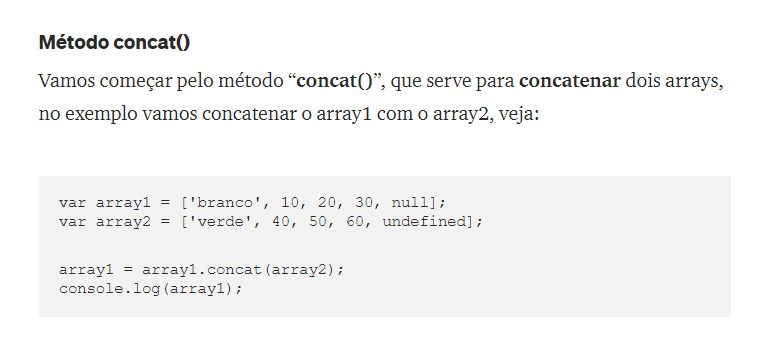 Método concat()
Vamos começar pelo método “concat()”, que serve para concatenar dois arrays,
no exemplo vamos concatenar o array1 com o array2, veja:
var array1 = ['branco', 10, 20, 30, null];
var array2 = ['verde', 40, 50, 60, undefined];
array1 = array1.concat(array2);
console.log(array1);